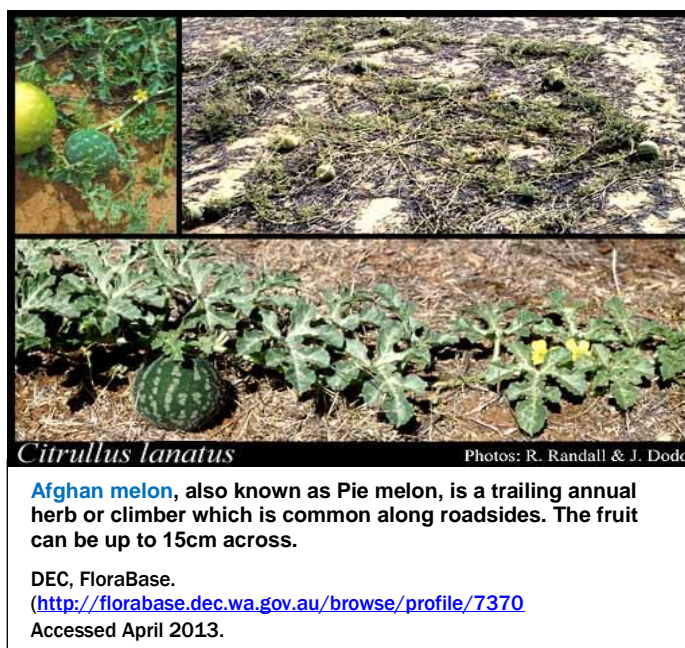 Citrullus lanatus
Photos: R. Randall & J. Dodd
Afghan melon, also known as Pie melon, is a trailing annual
herb or climber which is common along roadsides. The fruit
can be up to 15cm across.
DEC, FloraBase.
(http://florabase.dec.wa.gov.au/browse/profile/7370
Accessed April 2013.